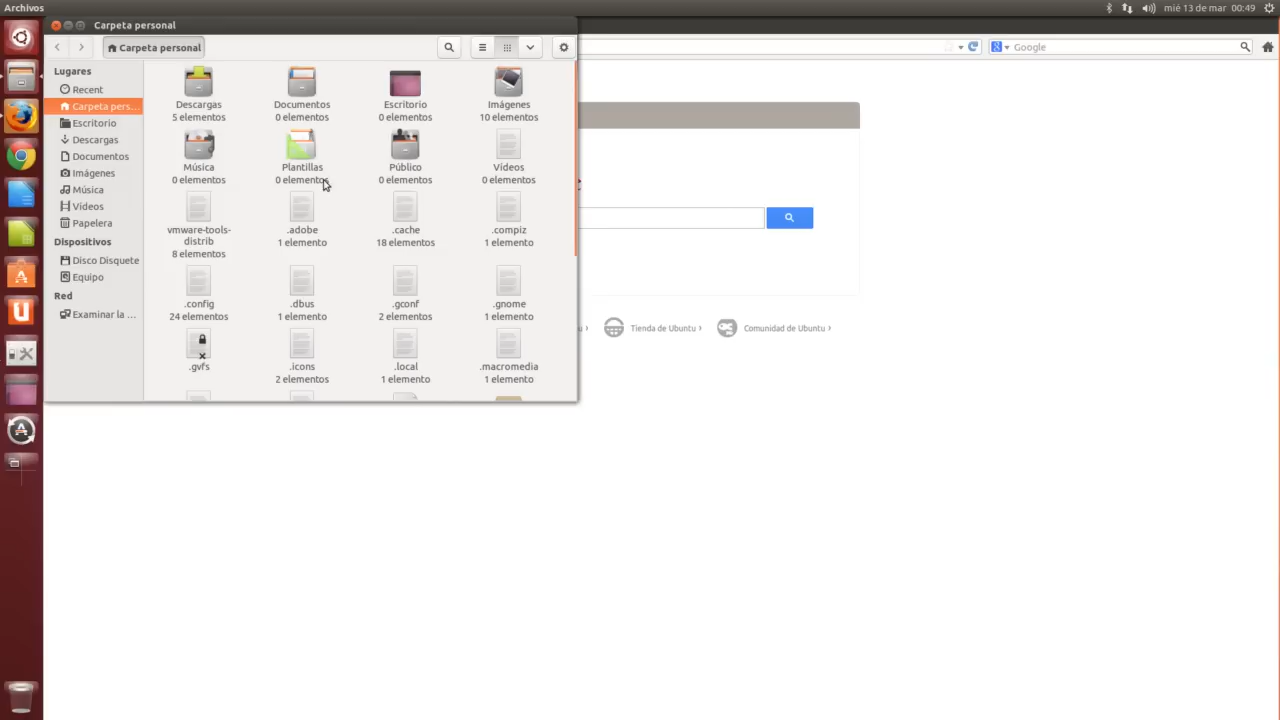 Archivos
mié 13 de mar 00:49
Carpeta personal
Carpeta personal
Google
Lugares
Recent
Carpeta pers...
Escritorio
Descargas
Documentos
Imágenes
Música
Vídeos
Papelera
Dispositivos
Disco Disquete
Equipo
Red
Examinar la ...
Descargas
5 elementos
Documentos
0 elementos
Escritorio
0 elementos
Imágenes
10 elementos
Música
0 elementos
Plantillas
0 elementos
Público
0 elementos
Vídeos
0 elementos
vmware-tools-
distrib
8 elementos
.adobe
1 elemento
.cache
18 elementos
.compiz
1 elemento
.config
24 elementos
.dbus
1 elemento
.gconf
2 elementos
.gnome
1 elemento
.gvfs
.icons
2 elementos
.local
1 elemento
.macromedia
1 elemento
Tienda de Ubuntu ›
Comunidad de Ubuntu ›